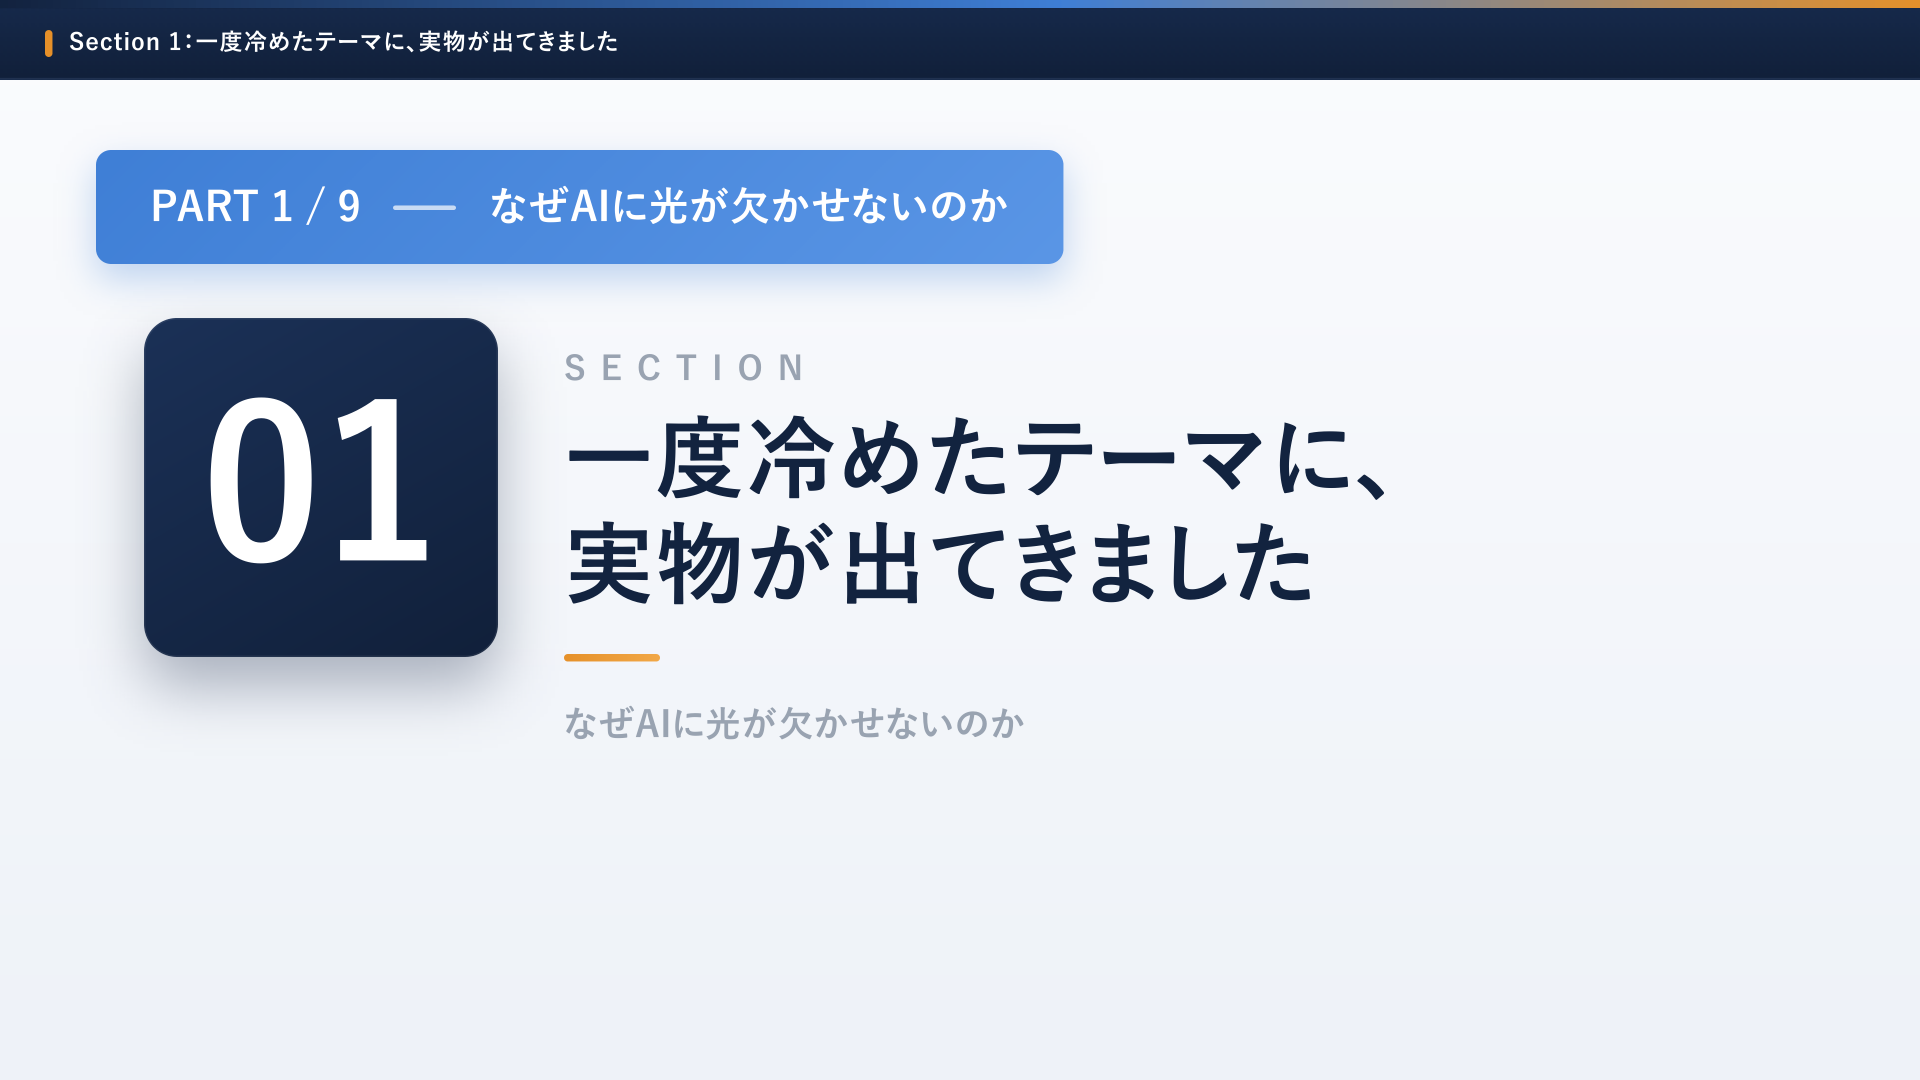 Section 1：一度冷めたテーマに、実物が出てきました
PART 1 / 9 — なぜAIに光が欠かせないのか
01
SECTION
一度冷めたテーマに、
実物が出てきました
なぜAIに光が欠かせないのか